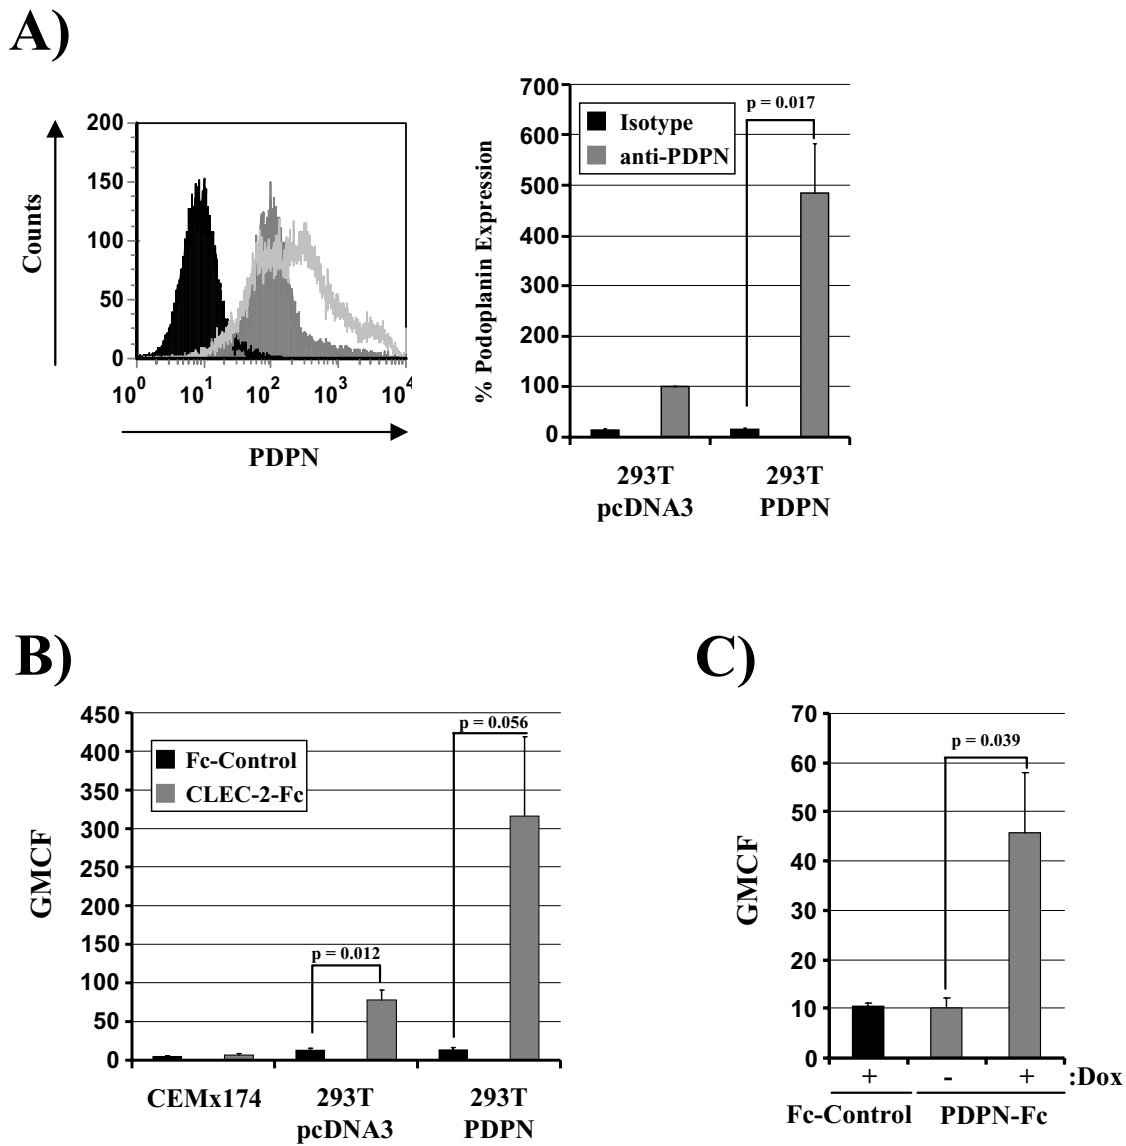 A)
200
150
100
50
0
Counts
10^0 10^1 10^2 10^3 10^4
PDPN
700
600
500
400
300
200
100
0
% Podoplanin Expression
Isotype
anti-PDPN
p = 0.017
293T
pcDNA3
293T
PDPN
B)
450
400
350
300
250
200
150
100
50
0
GMCF
Fc-Control
CLEC-2-Fc
p = 0.012
p = 0.056
CEMx174
293T
pcDNA3
293T
PDPN
C)
70
60
50
40
30
20
10
0
GMCF
p = 0.039
+ - + :Dox
Fc-Control PDPN-Fc